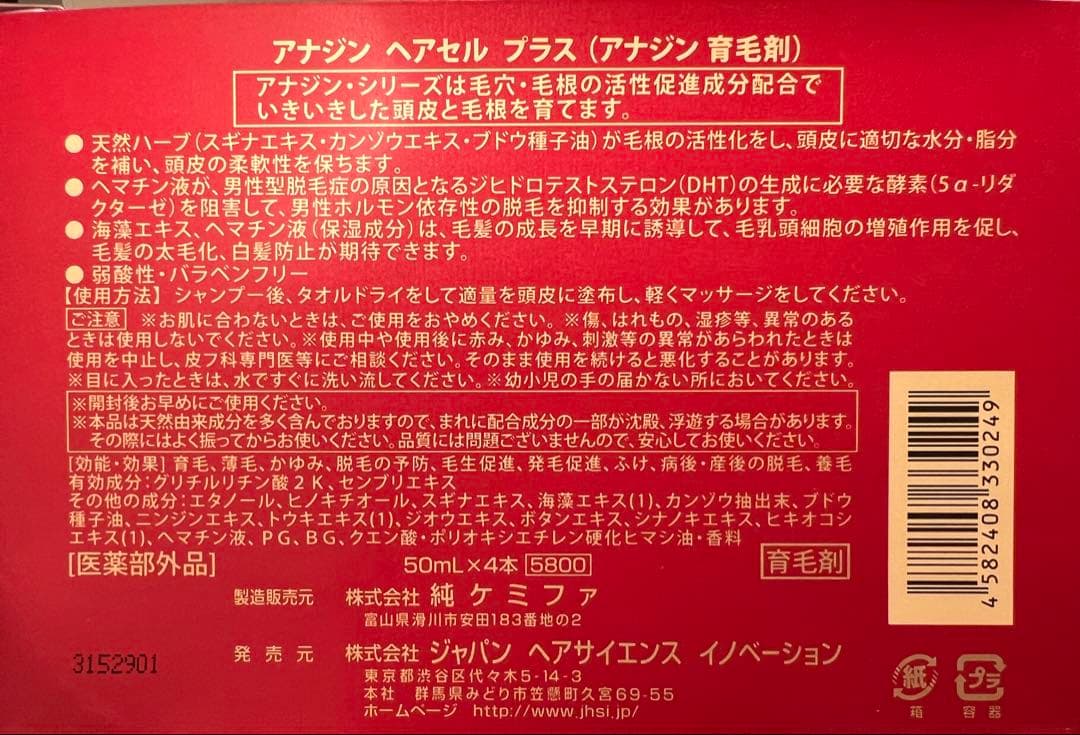 アナジン ヘアセル プラス(アナジン 育毛剤)
アナジン・シリーズは毛穴・毛根の活性促進成分配合で
いきいきした頭皮と毛根を育てます。
● 天然ハーブ(スギナエキス・カンゾウエキス・ブドウ種子油)が毛根の活性化をし、頭皮に適切な水分・脂分
を補い、頭皮の柔軟性を保ちます。
● ヘマチン液が、男性型脱毛症の原因となるジヒドロテストステロン(DHT)の生成に必要な酵素(5α-リダ
クターゼ)を阻害して、男性ホルモン依存性の脱毛を抑制する効果があります。
● 海藻エキス、ヘマチン液(保湿成分)は、毛髪の成長を早期に誘導して、毛乳頭細胞の増殖作用を促し、
毛髪の太毛化、白髪防止が期待できます。
● 弱酸性・パラベンフリー
【使用方法】シャンプー後、タオルドライをして適量を頭皮に塗布し、軽くマッサージをしてください。
ご注意 ※お肌に合わないときは、ご使用をおやめください。※傷、はれもの、湿疹等、異常のある
ときは使用しないでください。※使用中や使用後に赤み、かゆみ、刺激等の異常があらわれたときは
使用を中止し、皮フ科専門医等にご相談ください。そのまま使用を続けると悪化することがあります。
※目に入ったときは、水ですぐに洗い流してください。※幼小児の手の届かない所においてください。
※開封後お早めにご使用ください。
※本品は天然由来成分を多く含んでおりますので、まれに配合成分の一部が沈殿、浮遊する場合があります。
その際にはよく振ってからお使いください。品質には問題ございませんので、安心してお使いください。
[効能・効果] 育毛、薄毛、かゆみ、脱毛の予防、毛生促進、発毛促進、ふけ、病後・産後の脱毛、養毛
有効成分:グリチルリチン酸2K、センブリエキス
その他の成分:エタノール、ヒノキチオール、スギナエキス、海藻エキス(1)、カンゾウ抽出末、ブドウ
種子油、ニンジンエキス、トウキエキス(1)、ジオウエキス、ボタンエキス、シナノキエキス、ヒキオコシ
エキス(1)、ヘマチン液、PG、BG、クエン酸・ポリオキシエチレン硬化ヒマシ油・香料
[医薬部外品] 50mL×4本 5800 育毛剤
製造販売元 株式会社 純ケミファ
富山県滑川市安田183番地の2
発売元 株式会社 ジャパン ヘアサイエンス イノベーション
東京都渋谷区代々木5-14-3
本社 群馬県みどり市笠懸町久宮69-55
ホームページ http://www.jhsi.jp/
3152901
4 582408 330249
紙
箱
プラ
容器